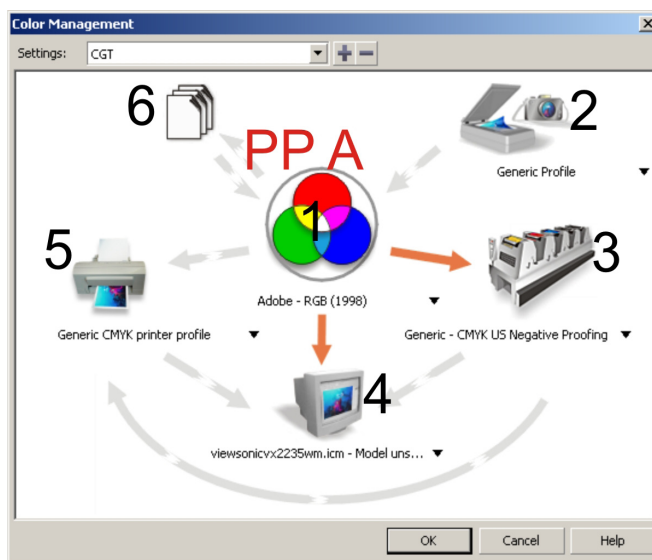 Color Management
Settings: CGT
6
2
PP A
Generic Profile
1
5
3
Adobe - RGB (1998)
Generic CMYK printer profile
Generic - CMYK US Negative Proofing
4
viewsonicvx2235wm.icm - Model uns...
OK Cancel Help